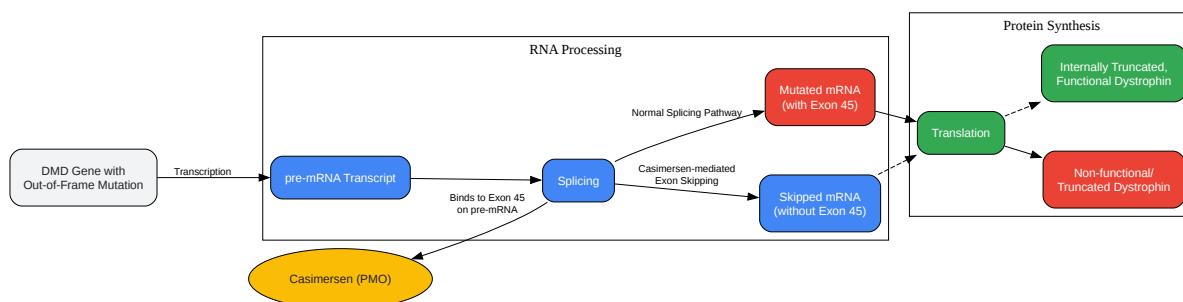 RNA Processing
Protein Synthesis
DMD Gene with
Out-of-Frame Mutation
Transcription
pre-mRNA Transcript
Binds to Exon 45
on pre-mRNA
Casimersen (PMO)
Splicing
Normal Splicing Pathway
Casimersen-mediated
Exon Skipping
Mutated mRNA
(with Exon 45)
Skipped mRNA
(without Exon 45)
Translation
Internally Truncated,
Functional Dystrophin
Non-functional/
Truncated Dystrophin